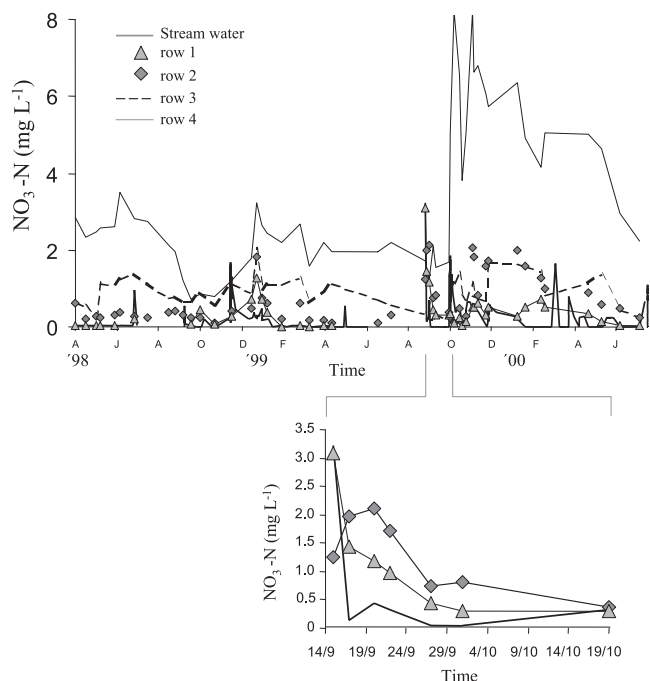 8
6
4
2
0
NO3 -N (mg L-1)
Stream water
row 1
row 2
row 3
row 4
A J A O D F A J A O D F A J
´98 ´99 ´00
Time
3.5
3.0
2.5
2.0
1.5
1.0
0.5
0
NO3 -N (mg L-1)
14/9 19/9 24/9 29/9 4/10 9/10 14/10 19/10
Time